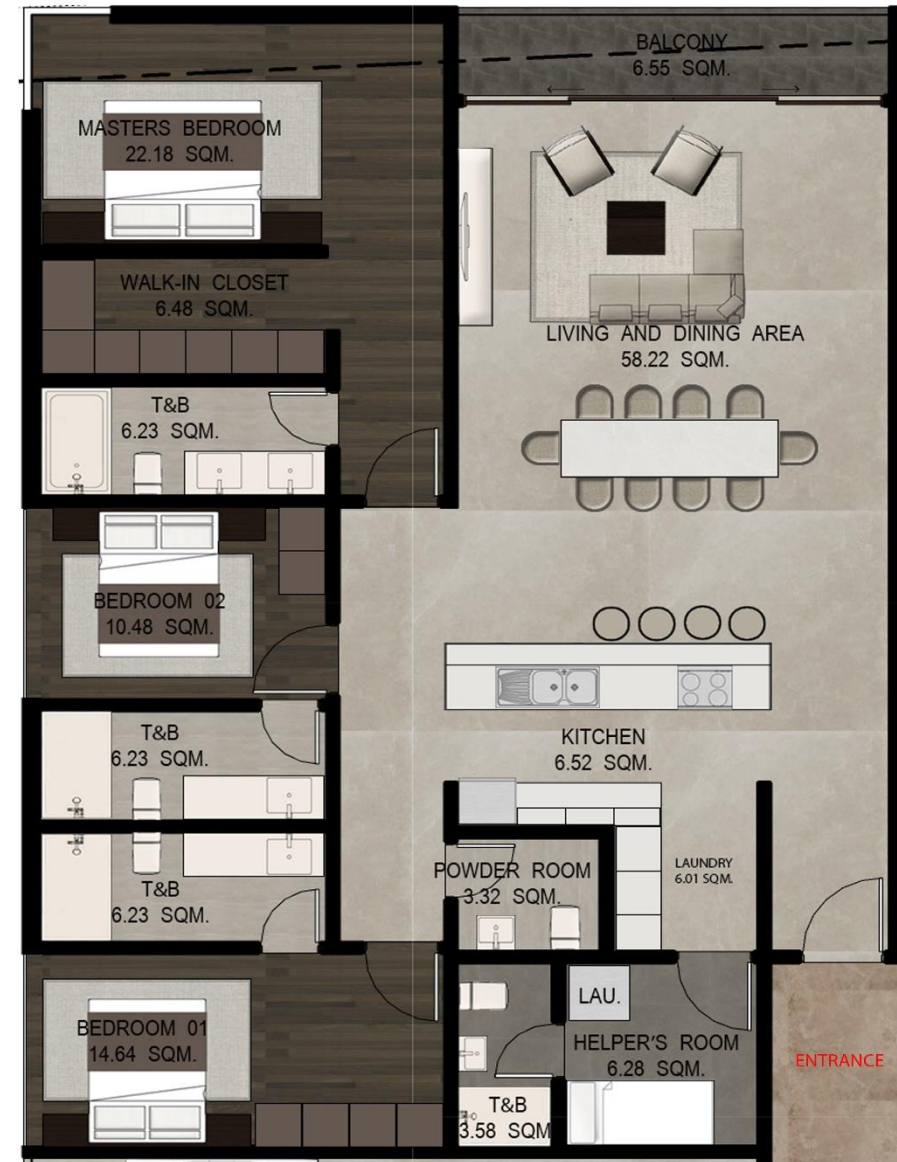 BALCONY
6.55 SQM.
MASTERS BEDROOM
22.18 SQM.
WALK-IN CLOSET
6.48 SQM.
LIVING AND DINING AREA
58.22 SQM.
T&B
6.23 SQM.
BEDROOM 02
10.48 SQM.
T&B
6.23 SQM.
KITCHEN
6.52 SQM.
LAUNDRY
6.01 SQM.
POWDER ROOM
3.32 SQM.
T&B
6.23 SQM.
LAU.
BEDROOM 01
14.64 SQM.
HELPER'S ROOM
6.28 SQM.
ENTRANCE
T&B
3.58 SQM